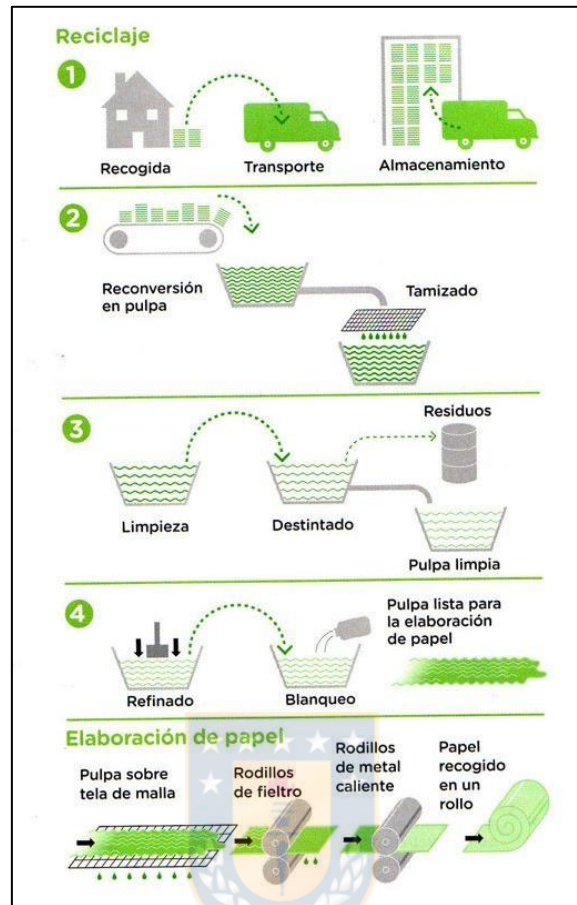 Reciclaje
1
Recogida
Transporte
Almacenamiento
2
Reconversión
en pulpa
Tamizado
3
Residuos
Limpieza
Destintado
Pulpa limpia
4
Pulpa lista para
la elaboración
de papel
Refinado
Blanqueo
Elaboración de papel
Pulpa sobre
tela de malla
Rodillos
de fieltro
Rodillos
de metal
caliente
Papel
recogido
en un
rollo